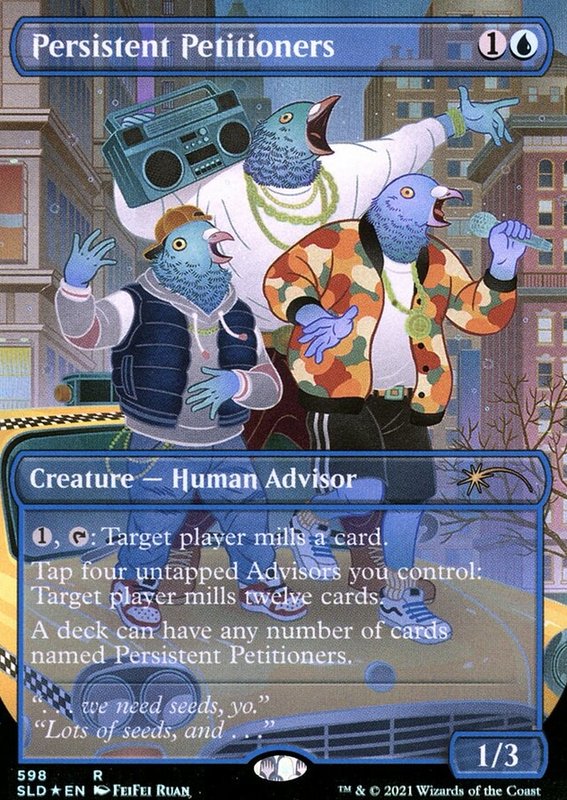 Persistent Petitioners
1
Creature — Human Advisor
1, : Target player mills a card.
Tap four untapped Advisors you control:
Target player mills twelve cards.
A deck can have any number of cards
named Persistent Petitioners.
“. . . we need seeds, yo.”
“Lots of seeds, and . . .”
1/3
598 R
SLD ★ EN FeiFei Ruan
™ & © 2021 Wizards of the Coast